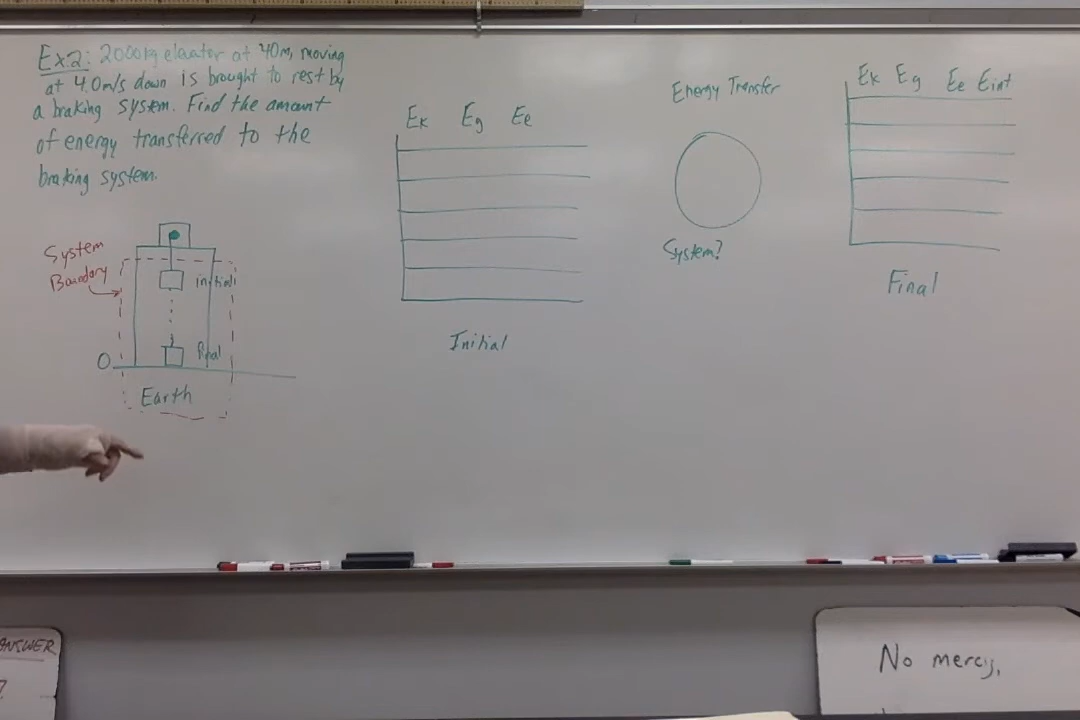 Ex2: 2000kg elevator at 40m, moving
at 4.0m/s down is brought to rest by
a braking system. Find the amount
of energy transferred to the
braking system.
System
Boundary
initial
final
O
Earth
Ek Eg Ee
Initial
Energy Transfer
System?
Ek Eg Ee Eint
Final
ANSWER
?
No mercy,